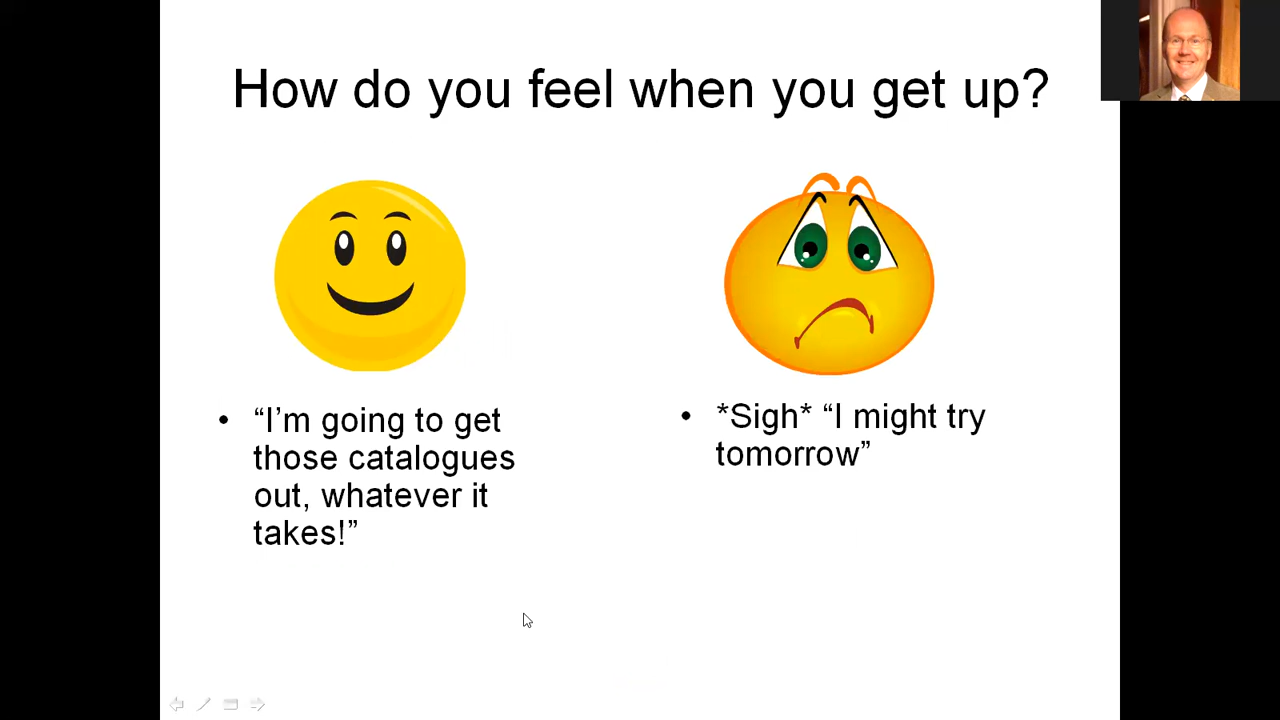 How do you feel when you get up?
• “I’m going to get
those catalogues
out, whatever it
takes!”
• *Sigh* “I might try
tomorrow”